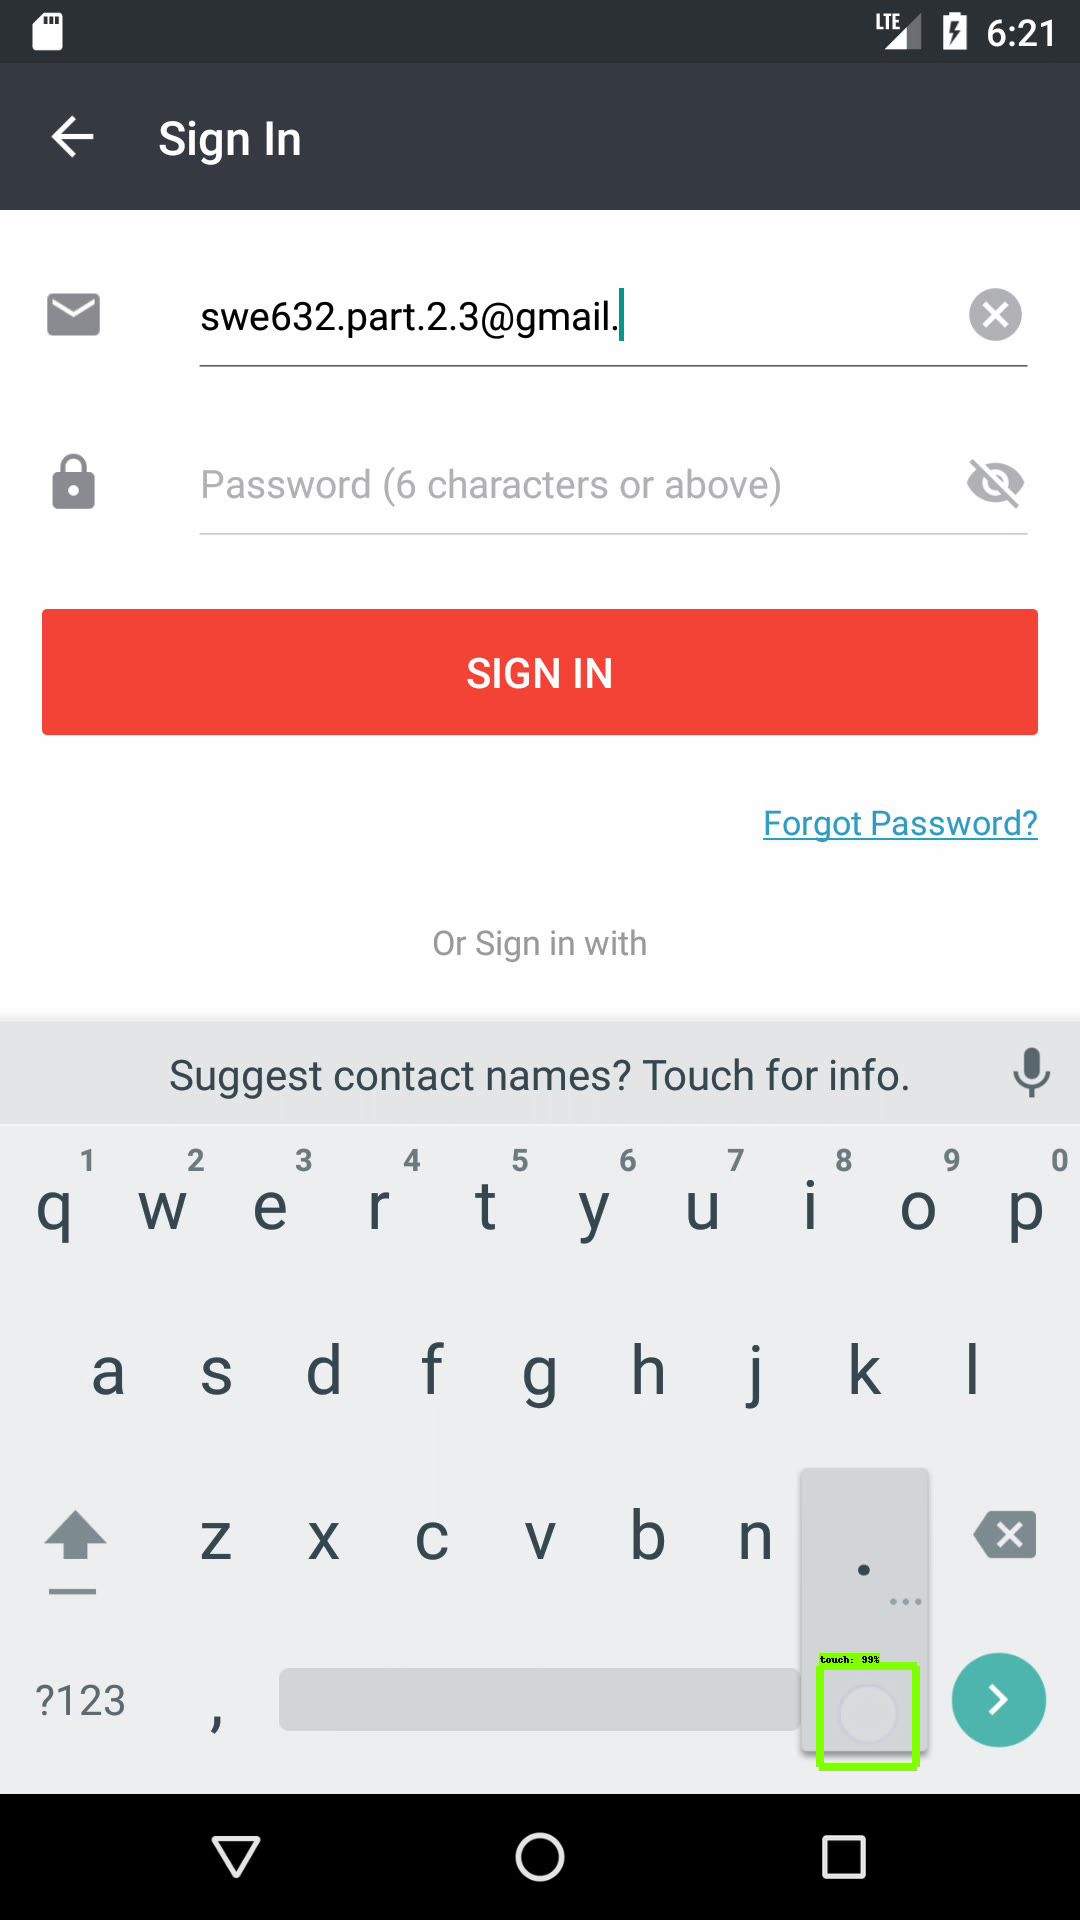 LTE 6:21
Sign In
swe632.part.2.3@gmail.
Password (6 characters or above)
SIGN IN
Forgot Password?
Or Sign in with
Suggest contact names? Touch for info.
1 2 3 4 5 6 7 8 9 0
q w e r t y u i o p
a s d f g h j k l
z x c v b n .
...
touch: 99%
?123 ,